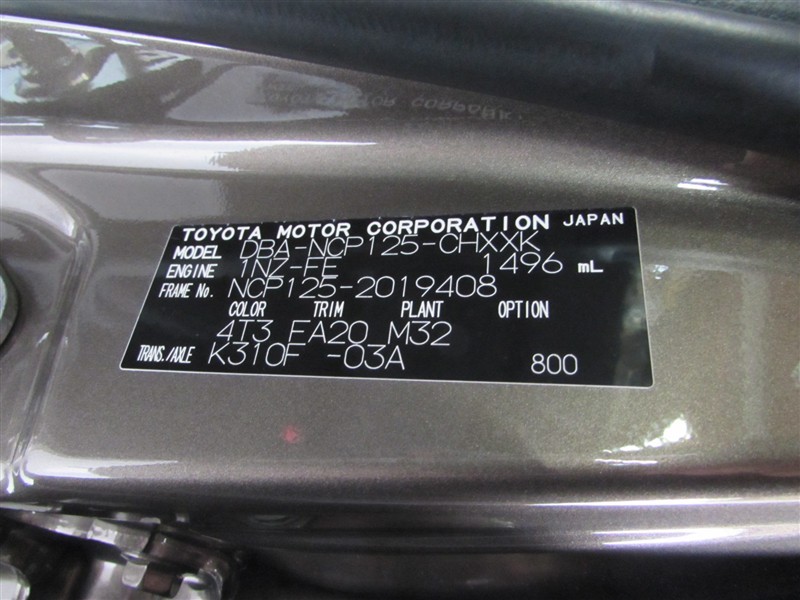 TOYOTA MOTOR CORPORATION JAPAN
MODEL DBA-NCP125-CHXXK
ENGINE 1NZ-FE 1496 mL
FRAME No. NCP125-2019408
COLOR TRIM PLANT OPTION
4T3 EA20 M32
TRANS./AXLE K310F -03A 800